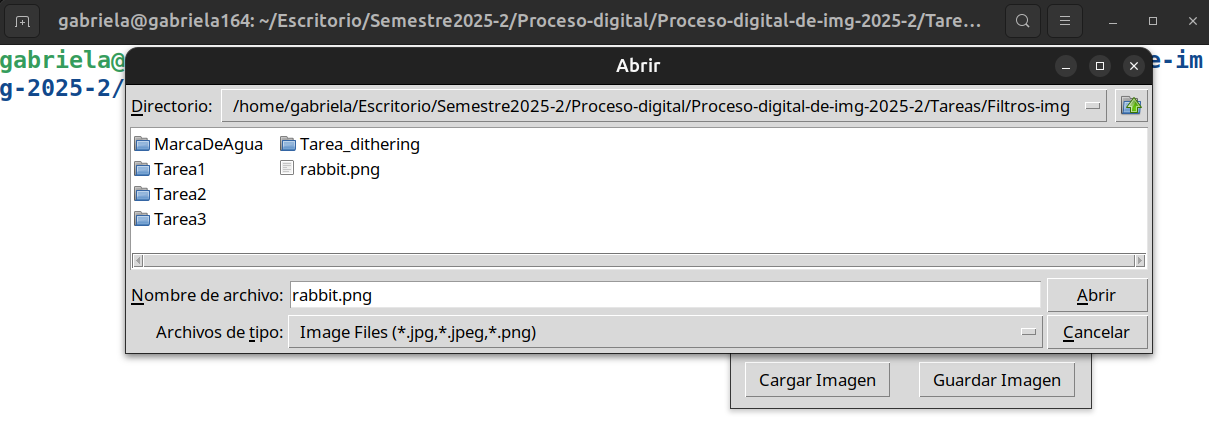 gabriela@gabriela164: ~/Escritorio/Semestre2025-2/Proceso-digital/Proceso-digital-de-img-2025-2/Tare…
gabriela@
e-im
g-2025-2/
Abrir
Directorio: /home/gabriela/Escritorio/Semestre2025-2/Proceso-digital/Proceso-digital-de-img-2025-2/Tareas/Filtros-img
MarcaDeAgua Tarea_dithering
Tarea1 rabbit.png
Tarea2
Tarea3
Nombre de archivo: rabbit.png Abrir
Archivos de tipo: Image Files (*.jpg,*.jpeg,*.png) Cancelar
Cargar Imagen Guardar Imagen